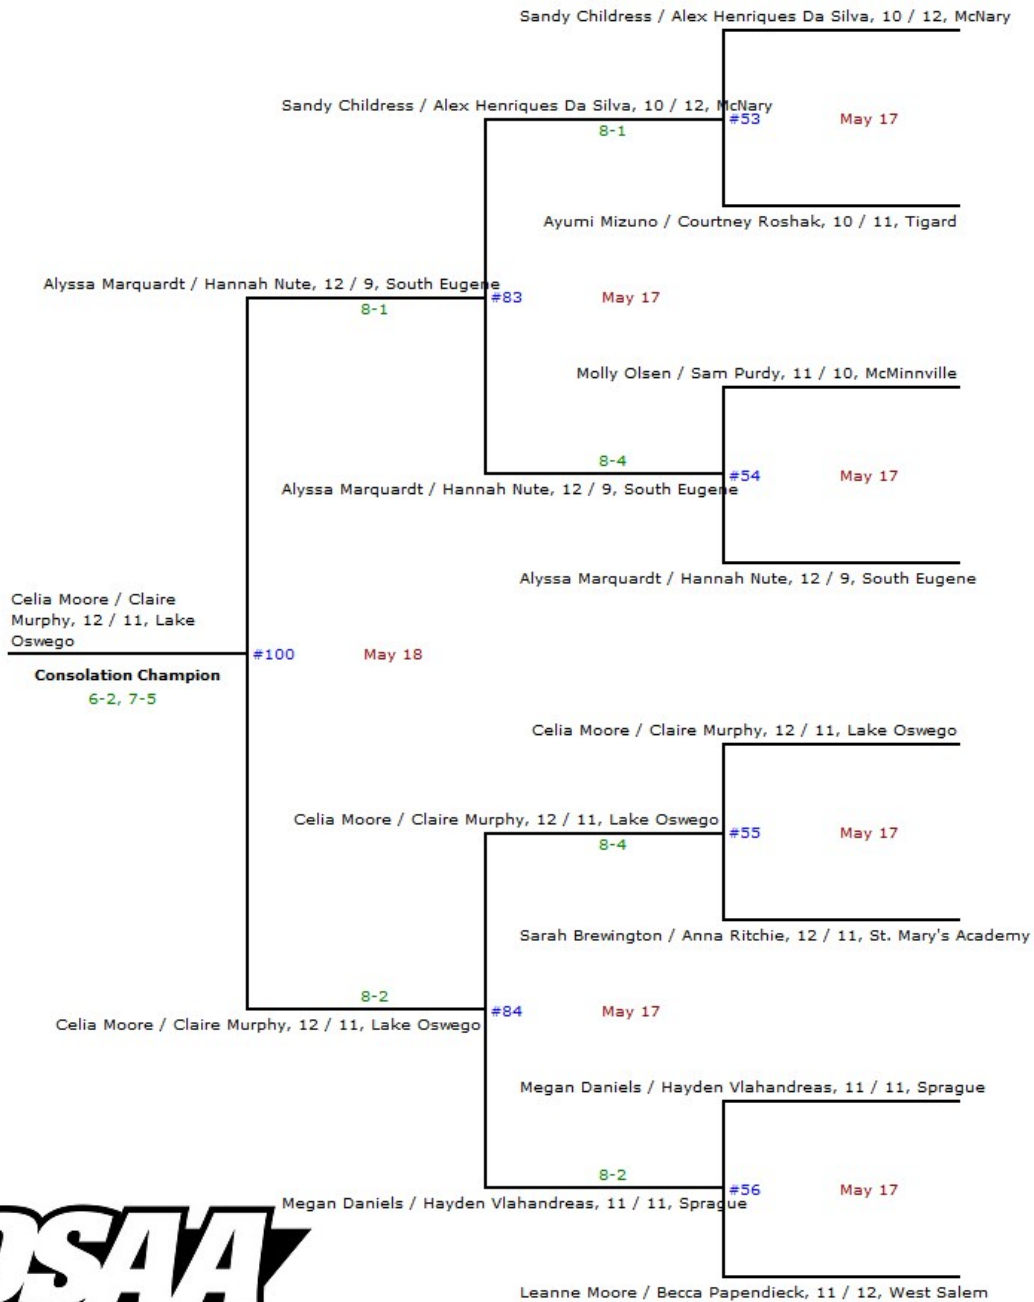 Sandy Childress / Alex Henriques Da Silva, 10 / 12, McNary
Sandy Childress / Alex Henriques Da Silva, 10 / 12, McNary
#53 May 17
8-1
Ayumi Mizuno / Courtney Roshak, 10 / 11, Tigard
Alyssa Marquardt / Hannah Nute, 12 / 9, South Eugene
#83 May 17
8-1
Molly Olsen / Sam Purdy, 11 / 10, McMinnville
8-4
#54 May 17
Alyssa Marquardt / Hannah Nute, 12 / 9, South Eugene
Alyssa Marquardt / Hannah Nute, 12 / 9, South Eugene
Celia Moore / Claire
Murphy, 12 / 11, Lake
Oswego
#100 May 18
Consolation Champion
6-2, 7-5
Celia Moore / Claire Murphy, 12 / 11, Lake Oswego
Celia Moore / Claire Murphy, 12 / 11, Lake Oswego
#55 May 17
8-4
Sarah Brewington / Anna Ritchie, 12 / 11, St. Mary's Academy
8-2
#84 May 17
Celia Moore / Claire Murphy, 12 / 11, Lake Oswego
Megan Daniels / Hayden Vlahandreas, 11 / 11, Sprague
8-2
#56 May 17
Megan Daniels / Hayden Vlahandreas, 11 / 11, Sprague
Leanne Moore / Becca Papendieck, 11 / 12, West Salem
OSAA